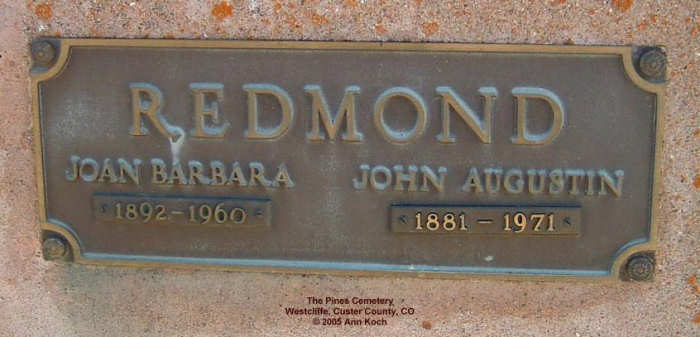 REDMOND
JOAN BARBARA JOHN AUGUSTIN
1892-1960 1881 - 1971
The Pines Cemetery
Westcliffe, Custer County, CO
© 2005 Ann Koch